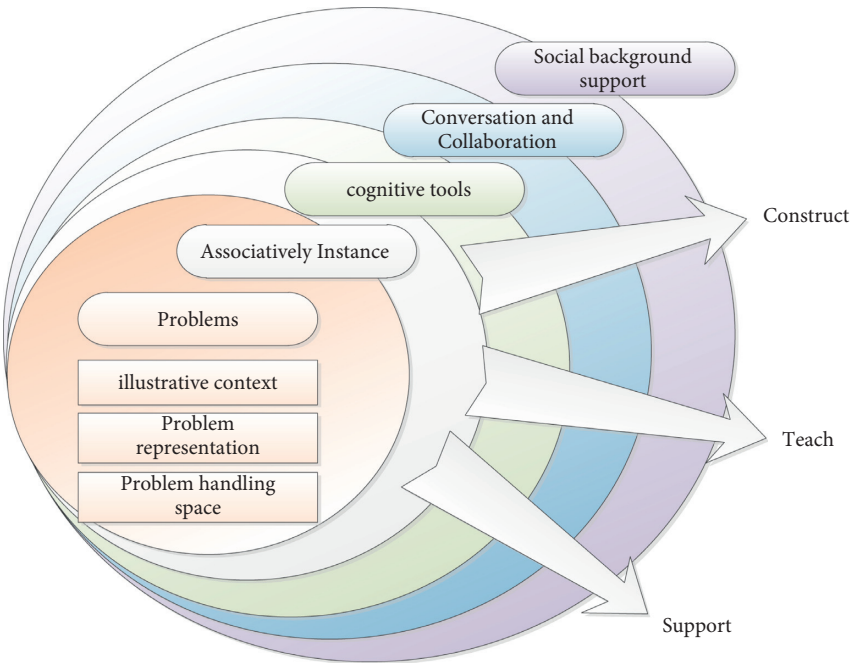 Social background
support
Conversation and
Collaboration
cognitive tools
Associatively Instance
Problems
illustrative context
Problem
representation
Problem handling
space
Construct
Teach
Support